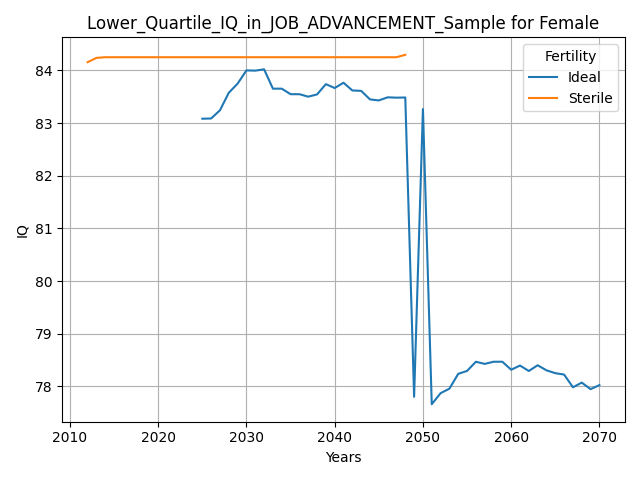 Lower_Quartile_IQ_in_JOB_ADVANCEMENT_Sample for Female
Fertility
Ideal
Sterile
IQ
84
83
82
81
80
79
78
2010 2020 2030 2040 2050 2060 2070
Years